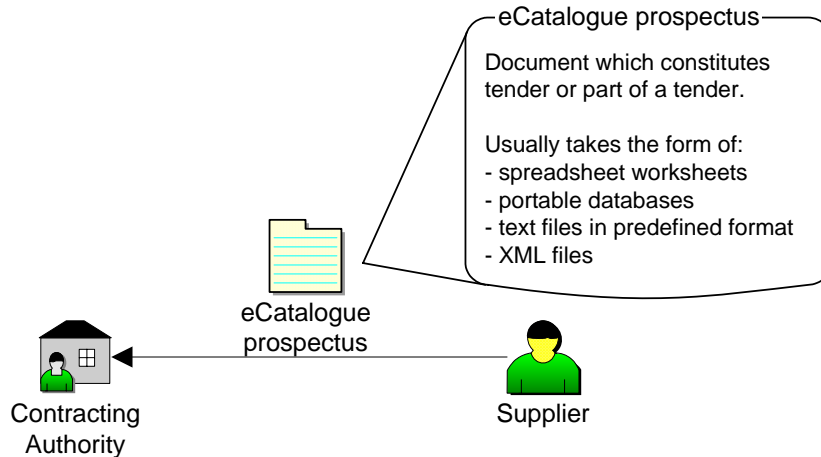 eCatalogue prospectus
Document which constitutes
tender or part of a tender.
Usually takes the form of:
- spreadsheet worksheets
- portable databases
- text files in predefined format
- XML files
eCatalogue
prospectus
Contracting
Authority
Supplier